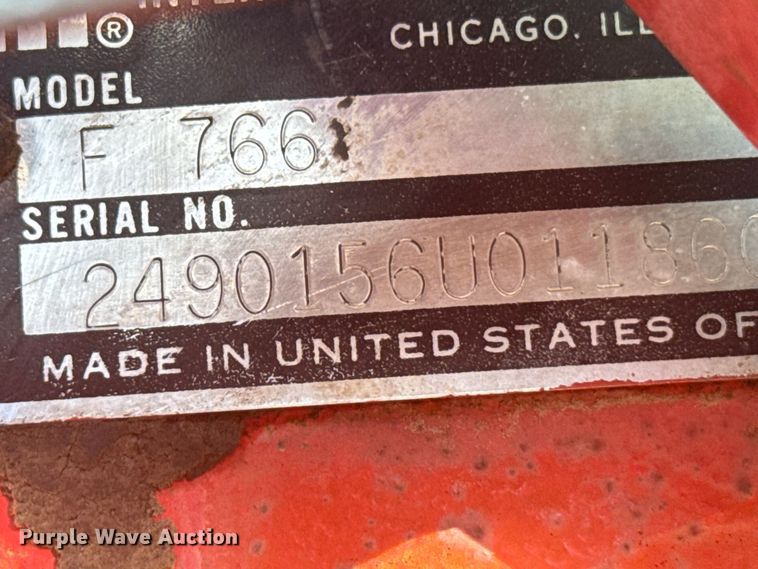 ®
CHICAGO, ILL
MODEL
F 766
SERIAL NO.
2490156U01186
MADE IN UNITED STATES OF
Purple Wave Auction